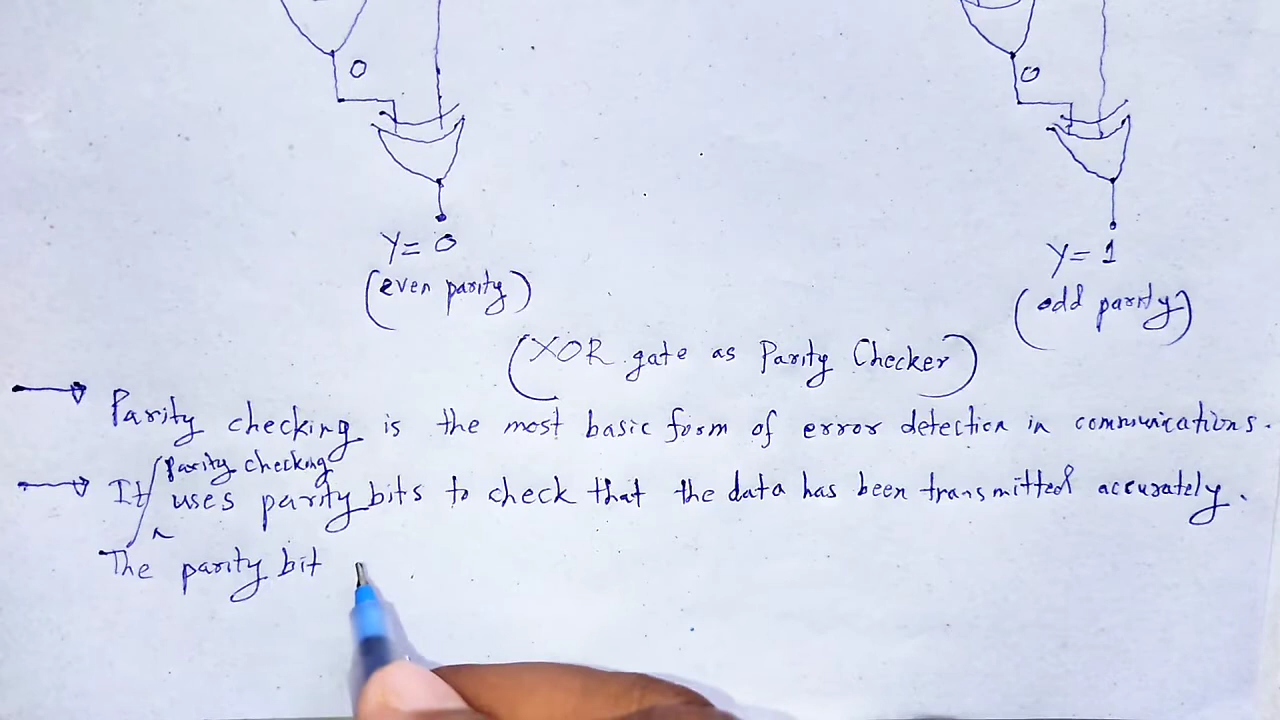 0 0
Y= 0 Y= 1
(even parity) (odd parity)
(XOR gate as Parity Checker)
Parity checking is the most basic form of error detection in communications.
parity checking
It/ uses parity bits to check that the data has been transmitted accurately.
The parity bit